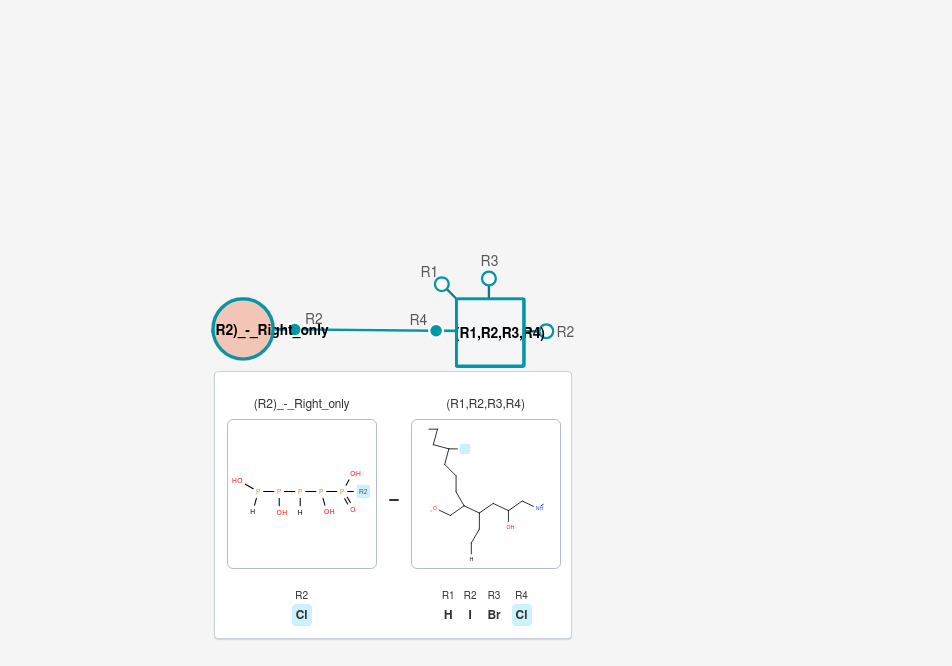 R1
R3
R2
R4
R2
(R2)_-_Right_only
(R1,R2,R3,R4)
(R2)_-_Right_only
(R1,R2,R3,R4)
HO
P
P
P
P
P
OH
R2
H
OH
H
OH
O
–
O
OH
NH
H
R2
Cl
R1
R2
R3
R4
H
I
Br
Cl